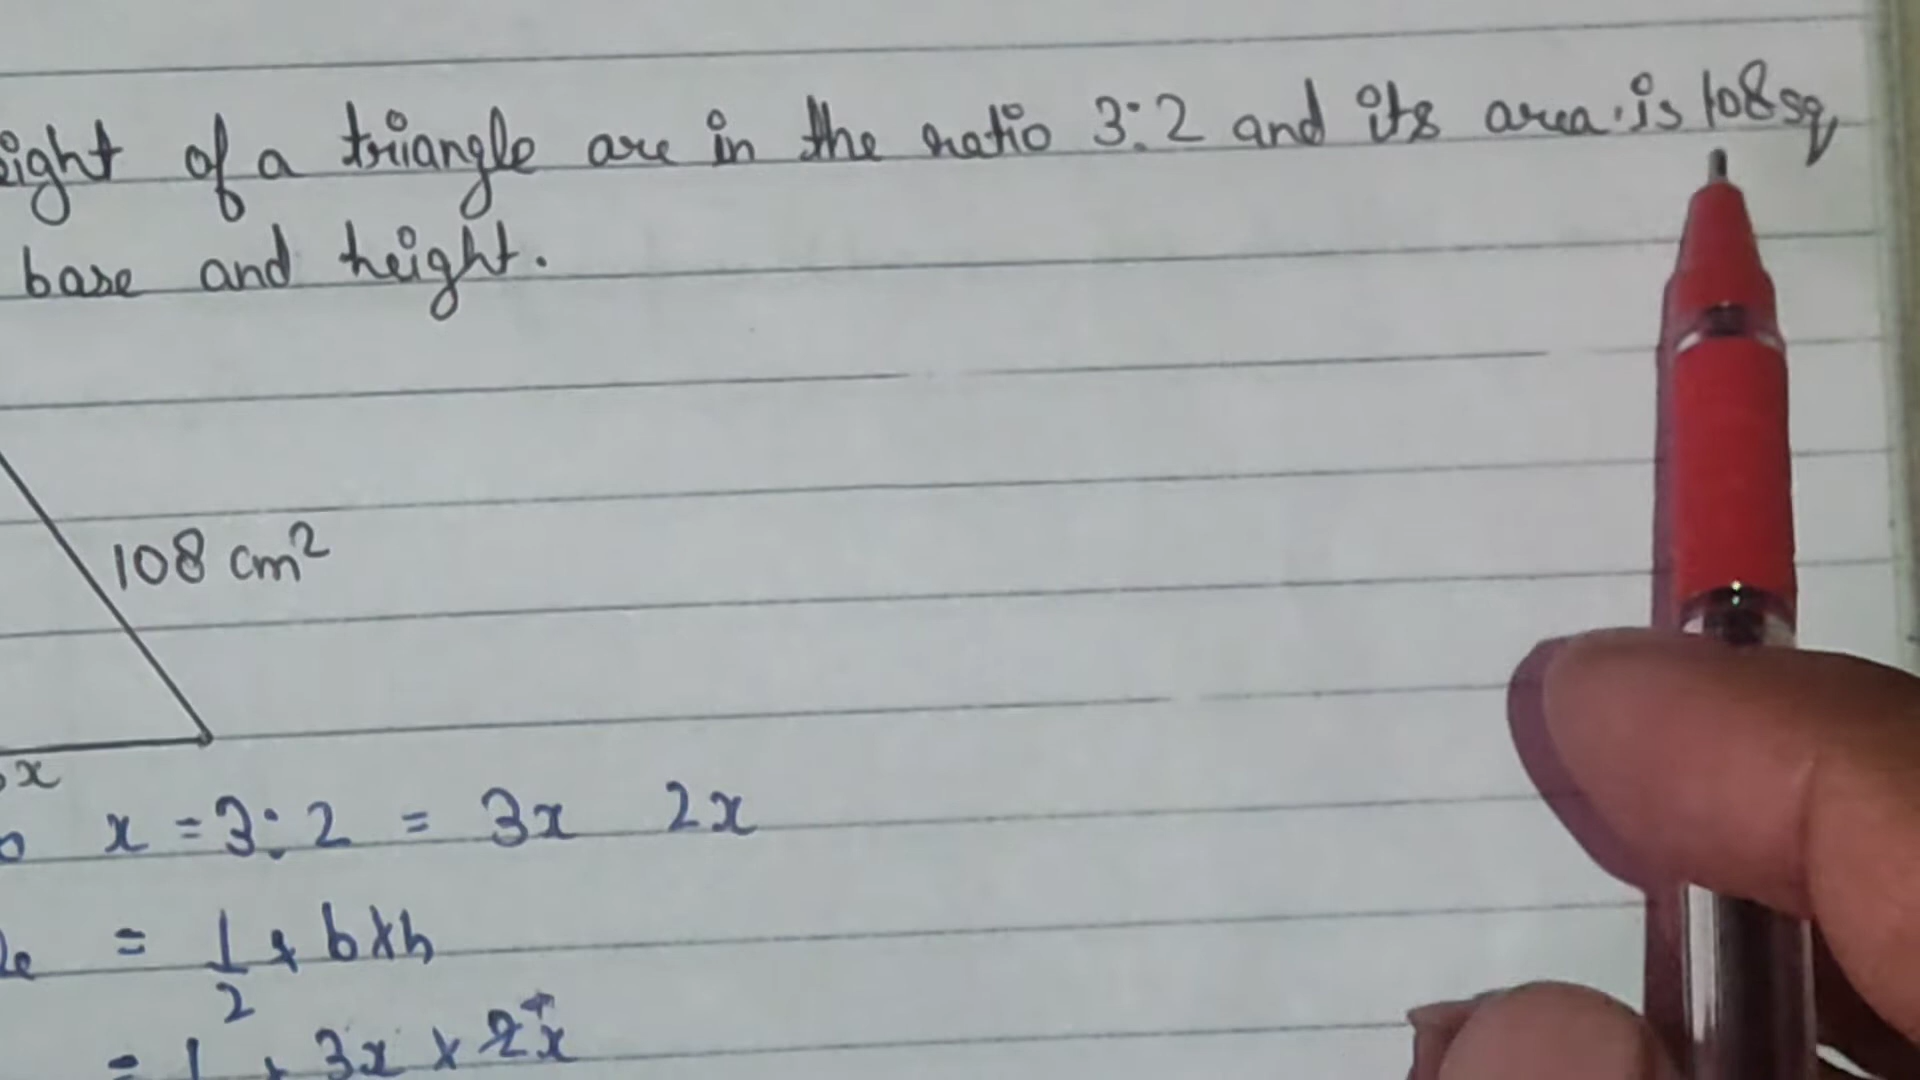 of a triangle are in the ratio 3:2 and its area is 108 sq
base and height.
108 cm²
x
x = 3:2 = 3x 2x
= 1/2 × b×h
= 1 × 3x × 2x